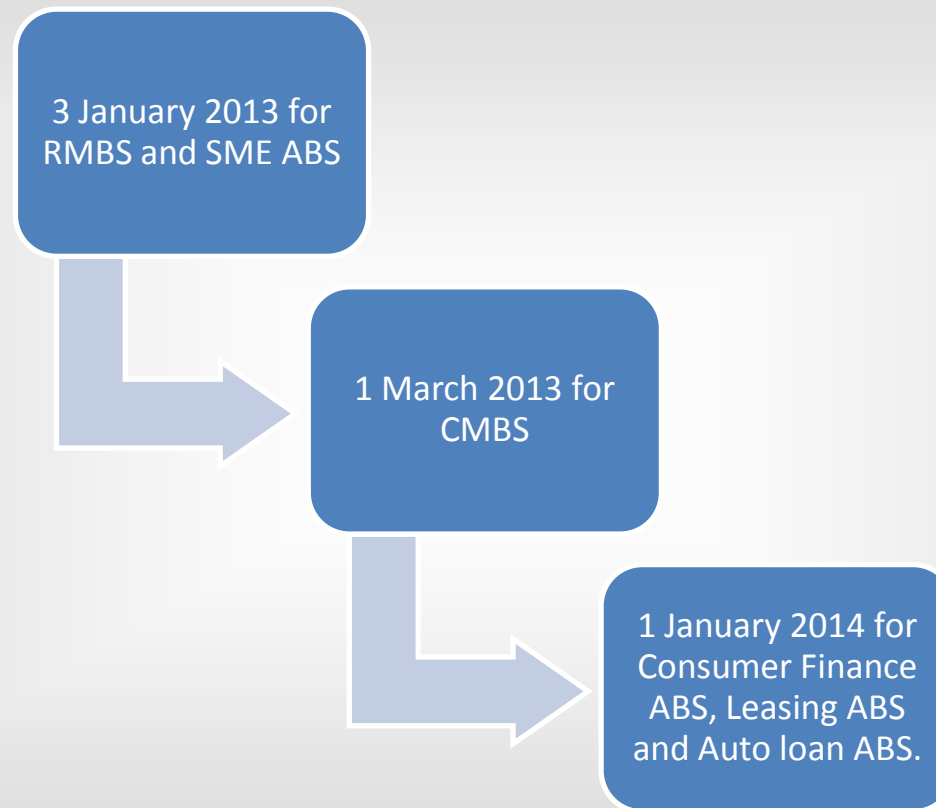 3 January 2013 for
RMBS and SME ABS
1 March 2013 for
CMBS
1 January 2014 for
Consumer Finance
ABS, Leasing ABS
and Auto loan ABS.